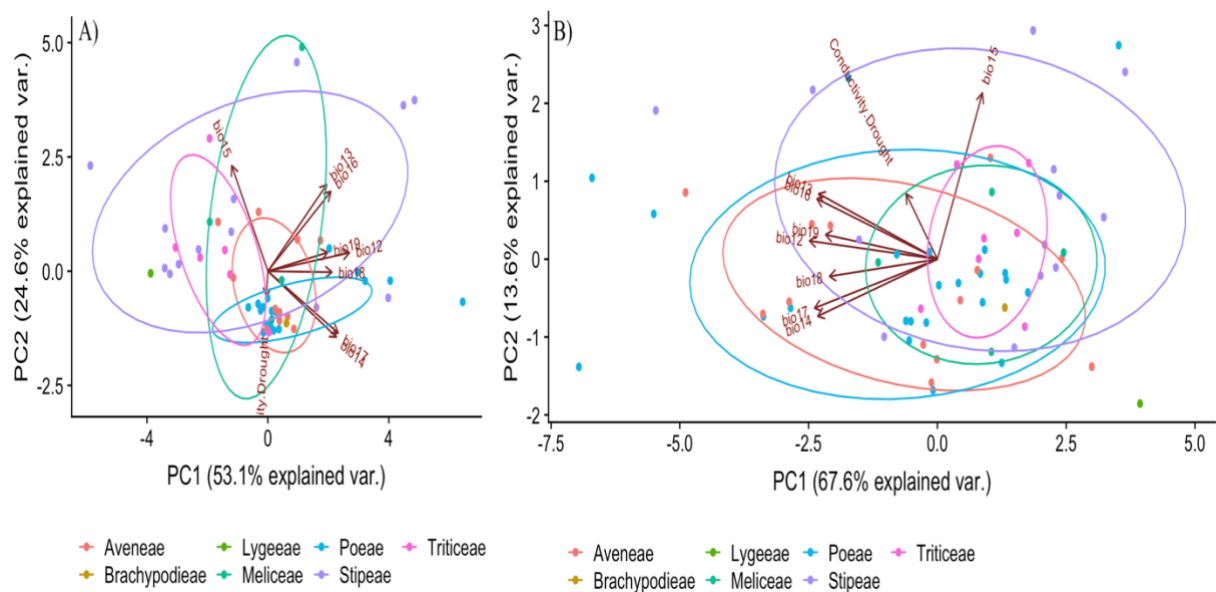 A)
PC2 (24.6% explained var.)
5.0
2.5
0.0
-2.5
bio15
bio13
bio16
bio19
bio12
bio18
bio17
bio14
ity.Drought
-4
0
4
PC1 (53.1% explained var.)
Aveneae
Lygeeae
Poeae
Triticeae
Brachypodieae
Meliceae
Stipeae
B)
PC2 (13.6% explained var.)
3
2
1
0
-1
-2
Conductivity.Drought
bio15
bio13
bio16
bio19
bio12
bio18
bio17
bio14
-7.5
-5.0
-2.5
0.0
2.5
5.0
PC1 (67.6% explained var.)
Aveneae
Lygeeae
Poeae
Triticeae
Brachypodieae
Meliceae
Stipeae